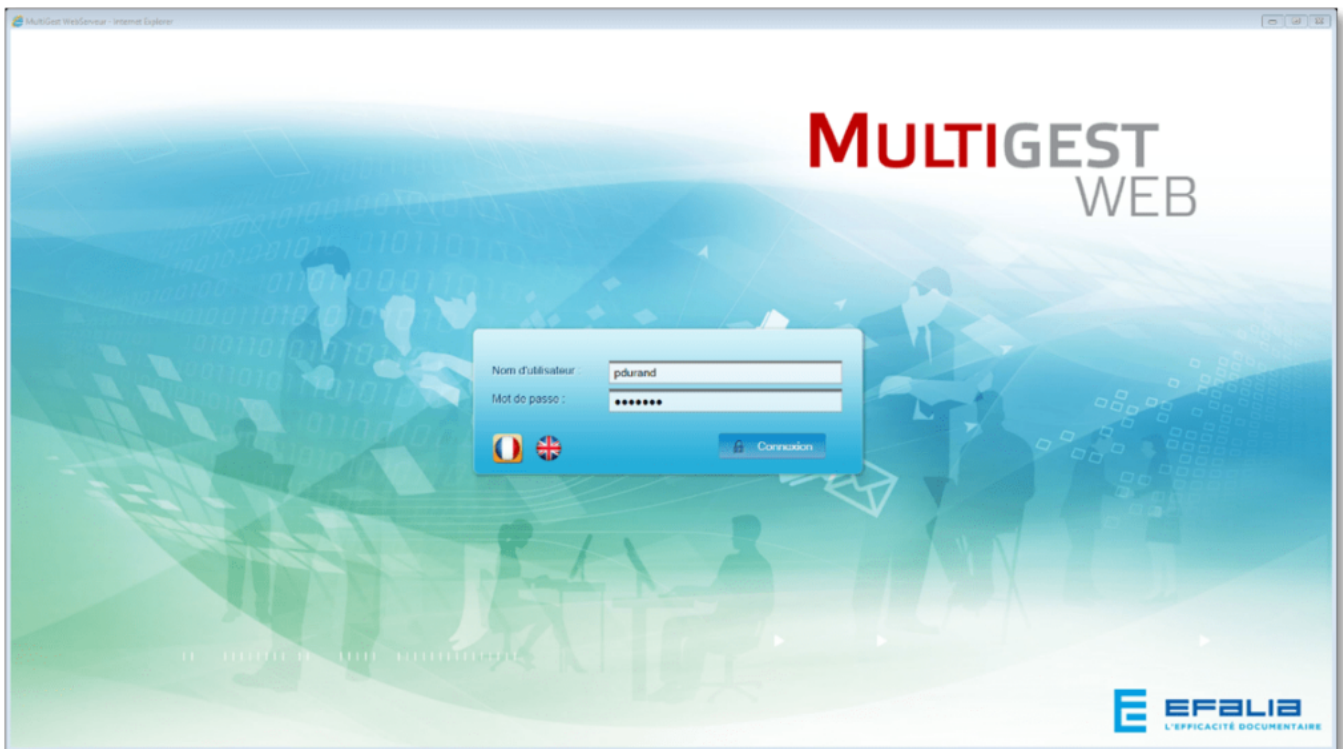 MultiGest WebServeur - Internet Explorer
MULTIGEST
WEB
Nom d'utilisateur :
pdurand
Mot de passe :
•••••••
Connexion
EFALIA
L'EFFICACITÉ DOCUMENTAIRE